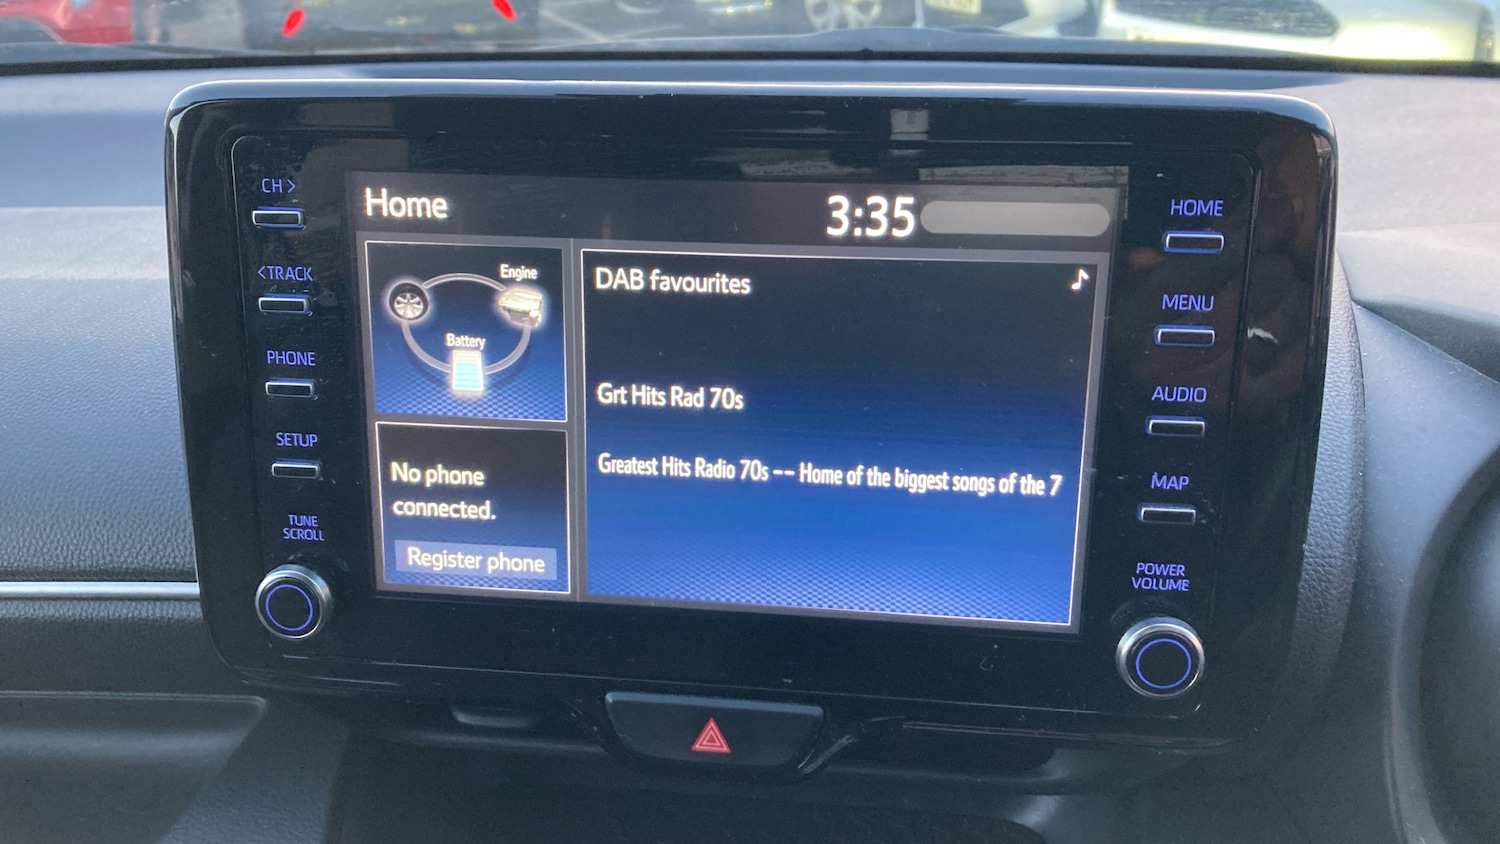 CH >
< TRACK
PHONE
SETUP
TUNE
SCROLL
Home
3:35
Engine
Battery
No phone
connected.
Register phone
DAB favourites
Grt Hits Rad 70s
Greatest Hits Radio 70s -- Home of the biggest songs of the 7
HOME
MENU
AUDIO
MAP
POWER
VOLUME